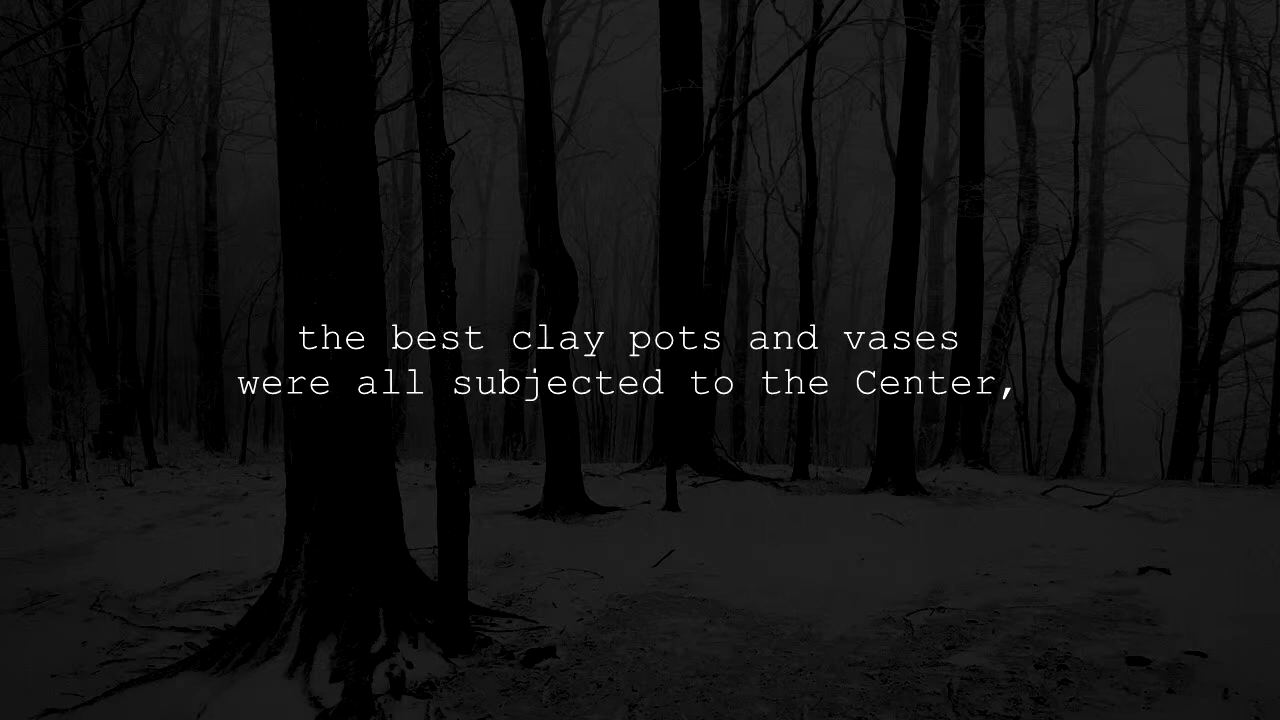 the best clay pots and vases
were all subjected to the Center,